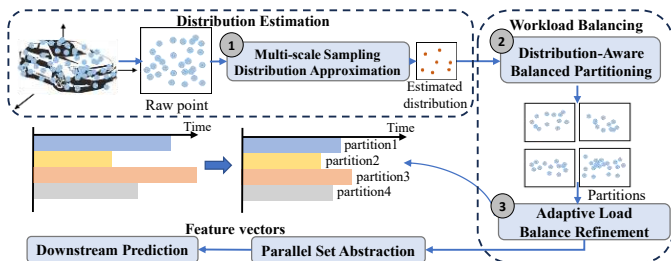 Distribution Estimation
Workload Balancing
1
Multi-scale Sampling
Distribution Approximation
Raw point
Estimated
distribution
2
Distribution-Aware
Balanced Partitioning
Partitions
Time
Time
partition1
partition2
partition3
partition4
3
Adaptive Load
Balance Refinement
Feature vectors
Parallel Set Abstraction
Downstream Prediction